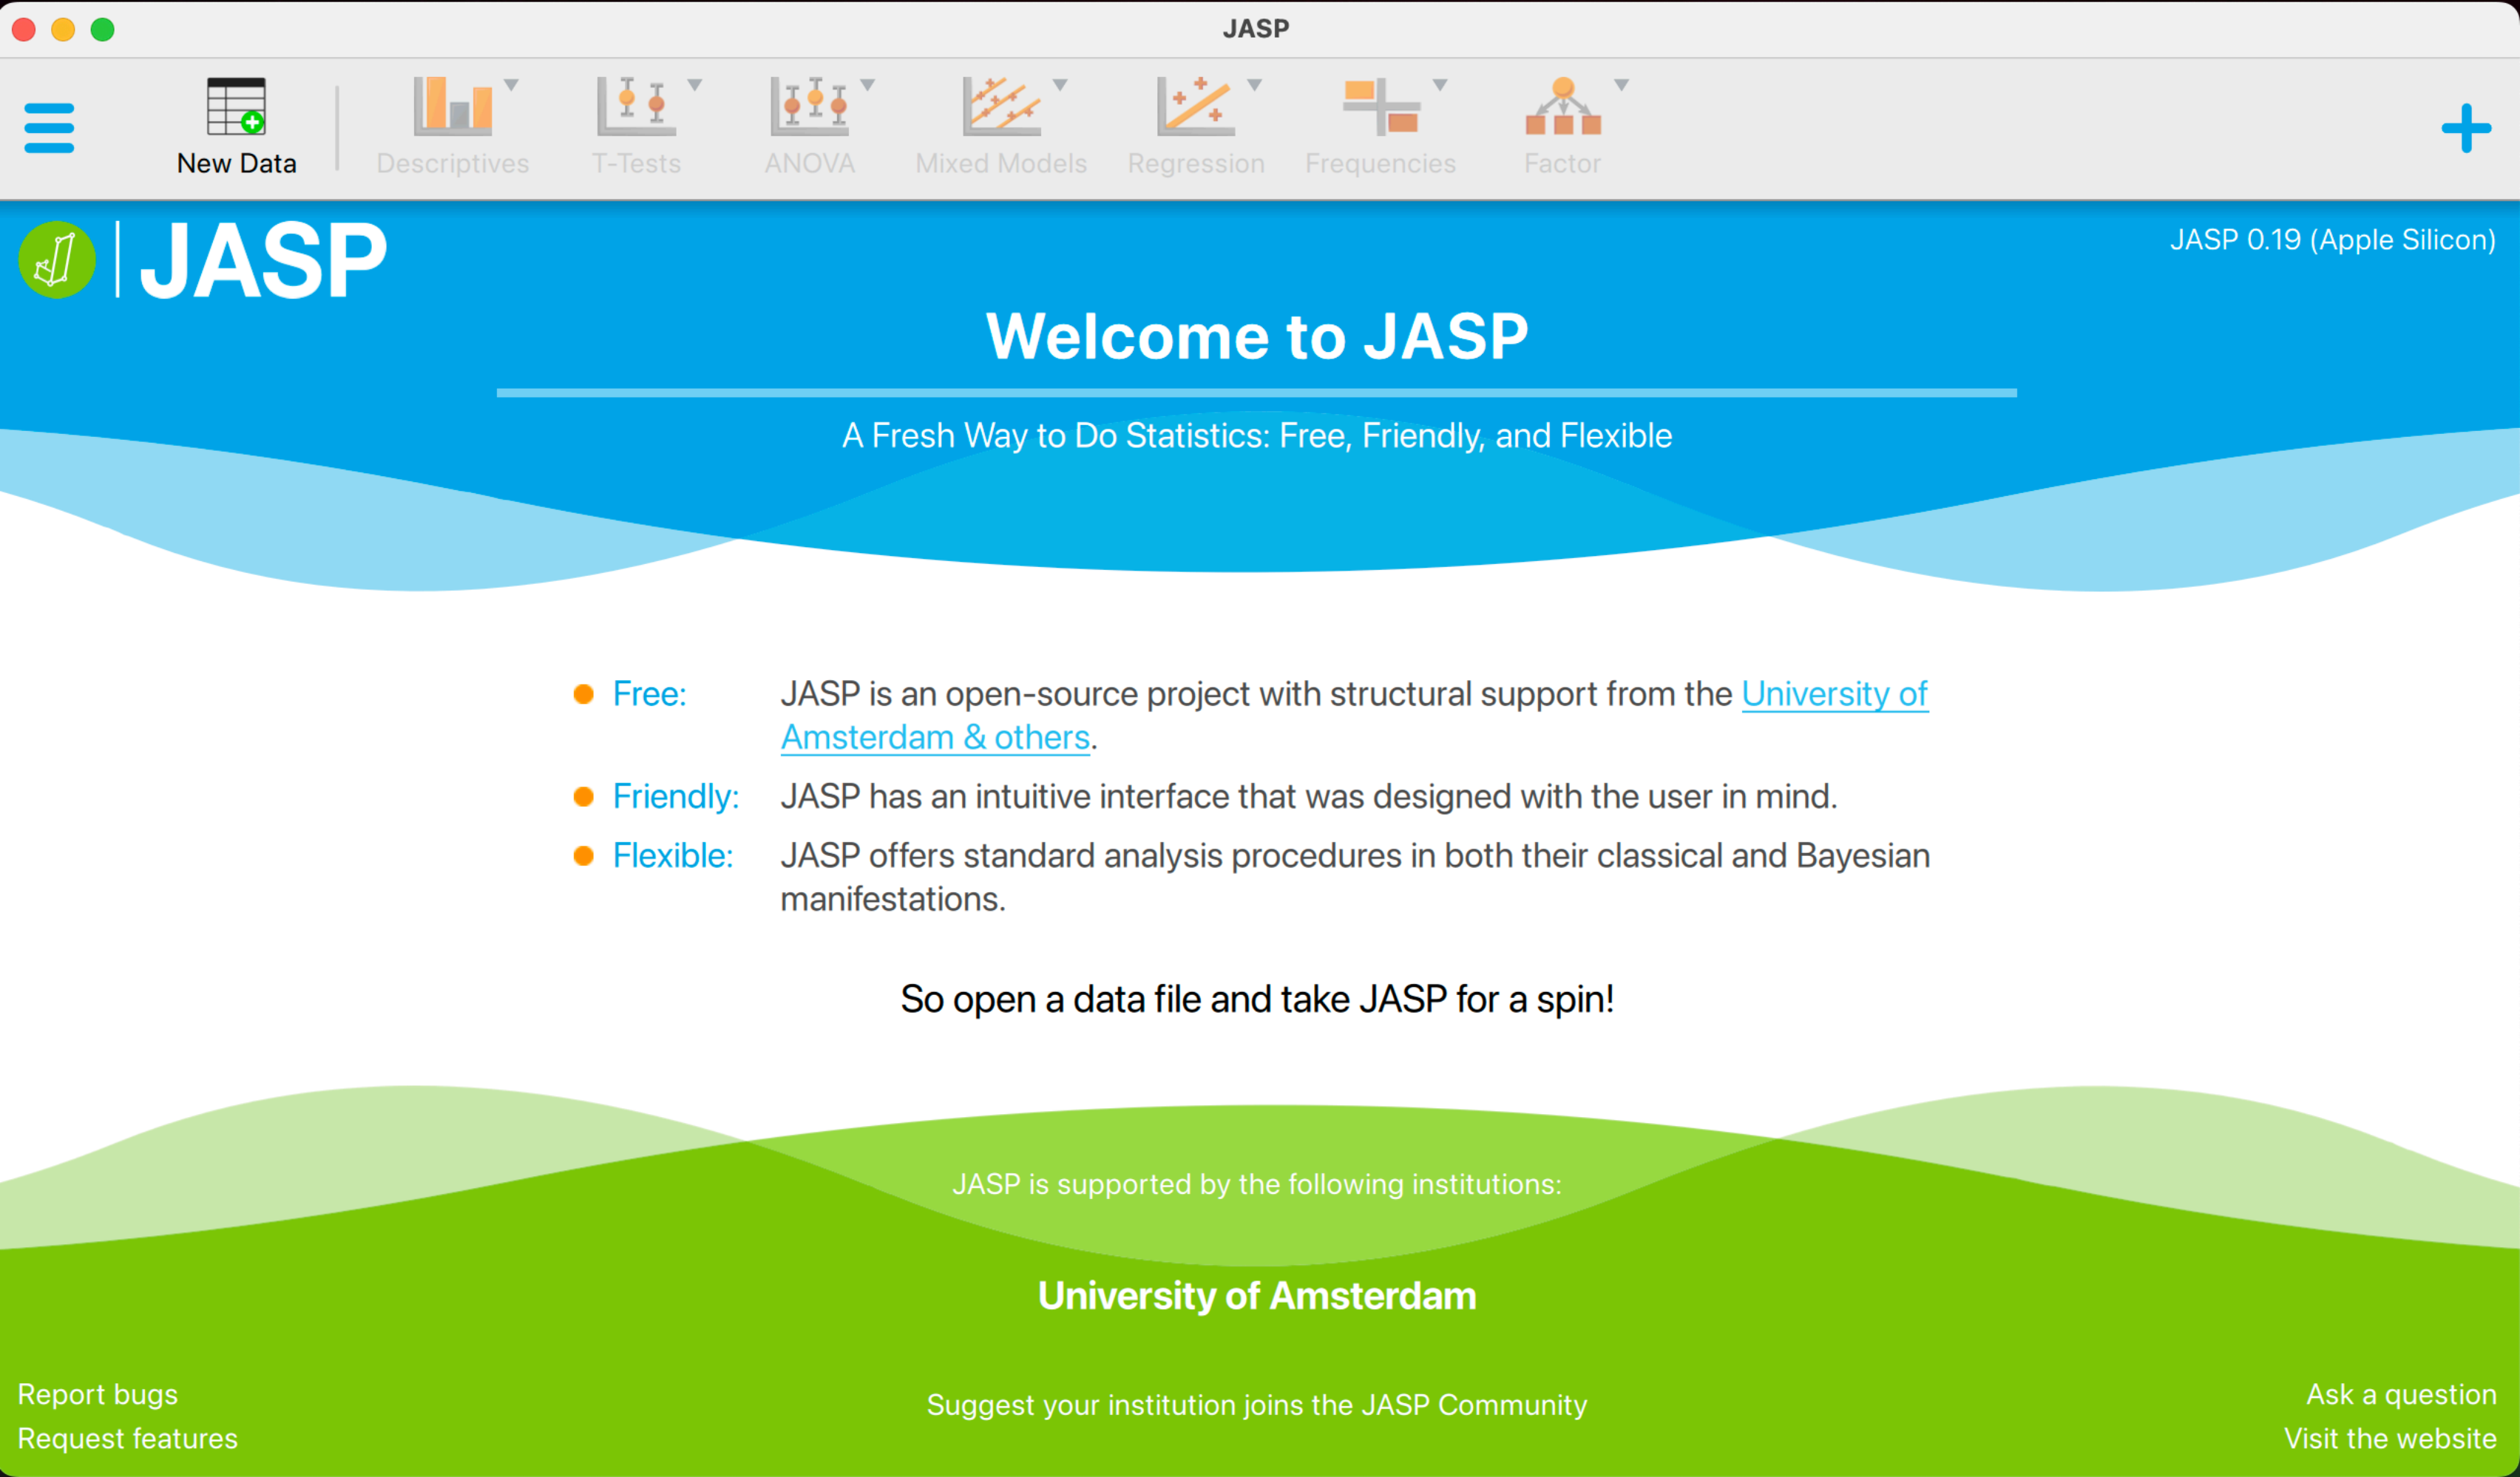 JASP
New Data
Descriptives
T-Tests
ANOVA
Mixed Models
Regression
Frequencies
Factor
JASP
JASP 0.19 (Apple Silicon)
Welcome to JASP
A Fresh Way to Do Statistics: Free, Friendly, and Flexible
Free: JASP is an open-source project with structural support from the University of
Amsterdam & others.
Friendly: JASP has an intuitive interface that was designed with the user in mind.
Flexible: JASP offers standard analysis procedures in both their classical and Bayesian
manifestations.
So open a data file and take JASP for a spin!
JASP is supported by the following institutions:
University of Amsterdam
Report bugs
Request features
Suggest your institution joins the JASP Community
Ask a question
Visit the website